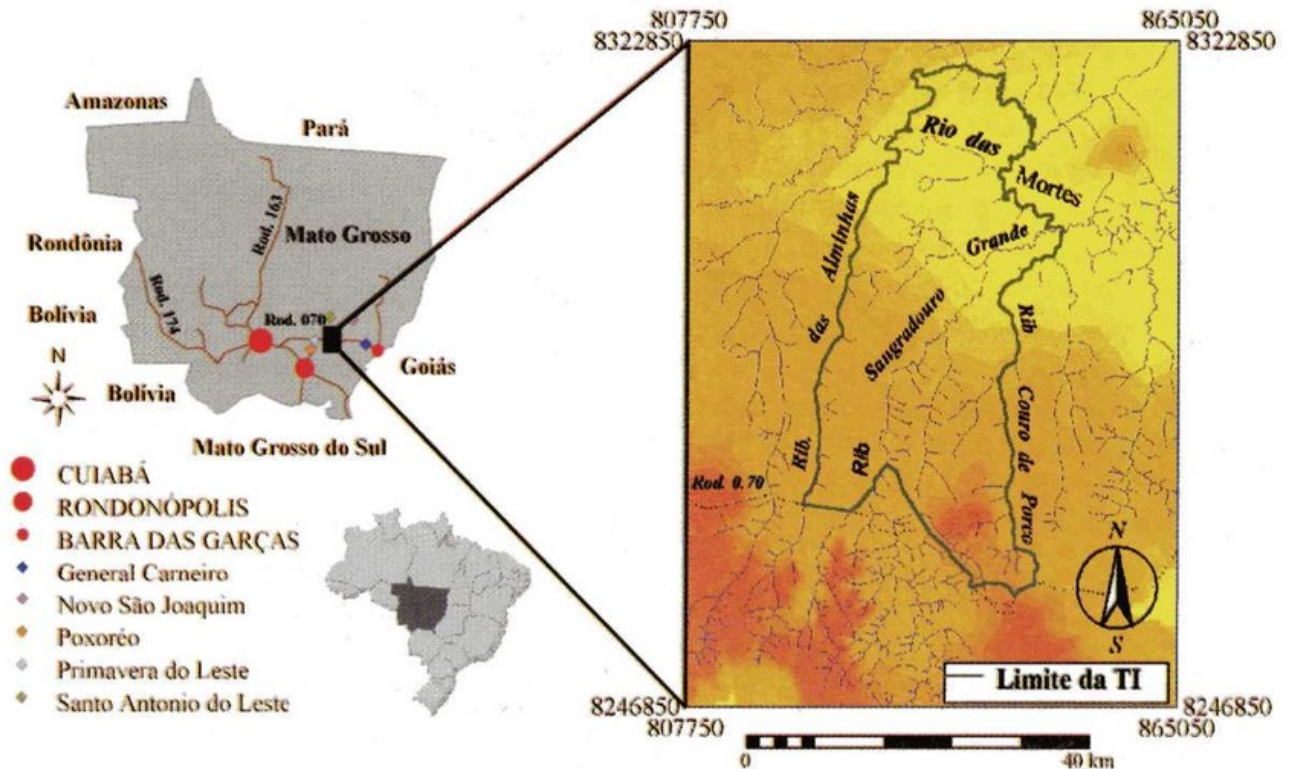 Amazonas
Pará
Rod. 163
Mato Grosso
Rondônia
Rod. 174
Bolívia
Rod. 070
Goiás
N
Bolívia
Mato Grosso do Sul
CUIABÁ
RONDONÓPOLIS
BARRA DAS GARÇAS
General Carneiro
Novo São Joaquim
Poxoréo
Primavera do Leste
Santo Antonio do Leste
807750
865050
8322850
8322850
Rio das
Mortes
Alminhas
Grande
das
Sangradouro
Rib
Couro de
Rib.
Rib
Porco
Rod. 0.70
N
S
Limite da TI
8246850
8246850
807750
865050
0
40 km